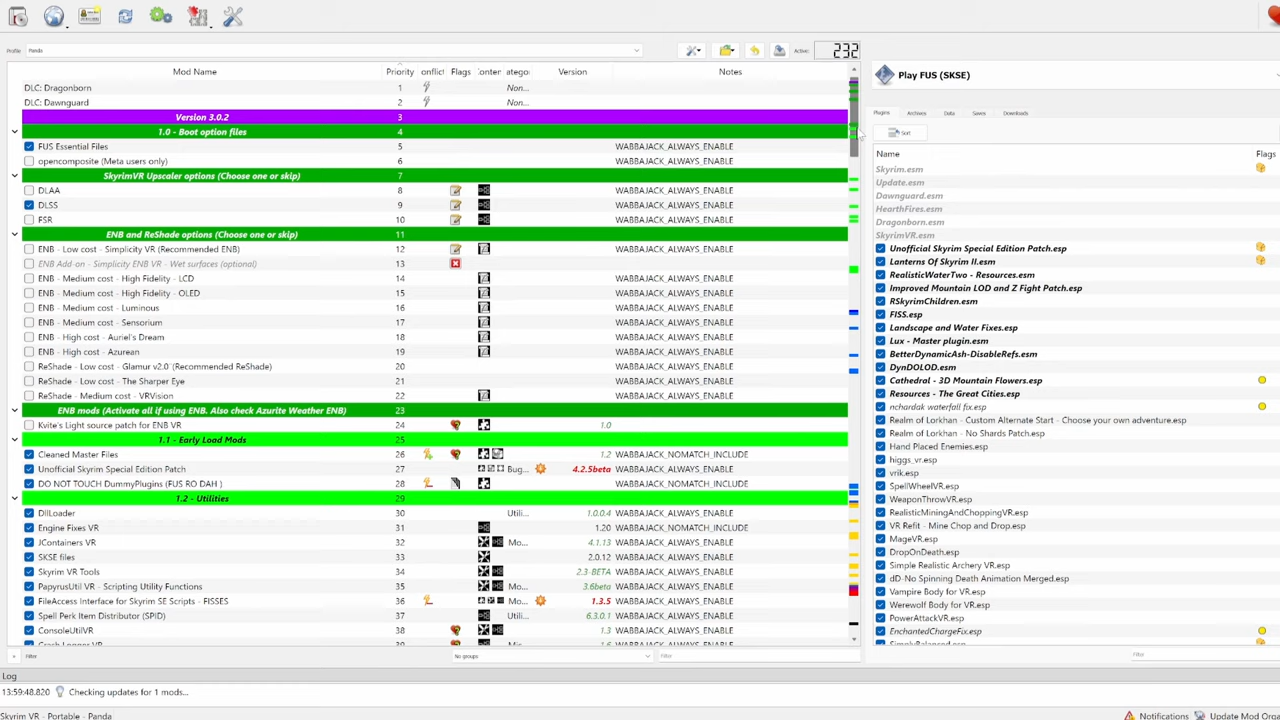 Profile Panda
Active: 232
Mod Name Priority Conflict Flags Conten Catego Version Notes
DLC: Dragonborn 1 Non...
DLC: Dawnguard 2 Non...
Version 3.0.2 3
1.0 - Boot option files 4
FUS Essential Files 5 WABBAJACK_ALWAYS_ENABLE
opencomposite (Meta users only) 6 WABBAJACK_ALWAYS_ENABLE
SkyrimVR Upscaler options (Choose one or skip) 7
DLAA 8 WABBAJACK_ALWAYS_ENABLE
DLSS 9 WABBAJACK_ALWAYS_ENABLE
FSR 10 WABBAJACK_ALWAYS_ENABLE
ENB and ReShade options (Choose one or skip) 11
ENB - Low cost - Simplicity VR (Recommended ENB) 12 WABBAJACK_ALWAYS_ENABLE
ENB Add-on - Simplicity ENB VR - Wet surfaces (optional) 13
ENB - Medium cost - High Fidelity - LCD 14 WABBAJACK_ALWAYS_ENABLE
ENB - Medium cost - High Fidelity - OLED 15 WABBAJACK_ALWAYS_ENABLE
ENB - Medium cost - Luminous 16 WABBAJACK_ALWAYS_ENABLE
ENB - Medium cost - Sensorium 17 WABBAJACK_ALWAYS_ENABLE
ENB - High cost - Auriel's Dream 18 WABBAJACK_ALWAYS_ENABLE
ENB - High cost - Azurean 19 WABBAJACK_ALWAYS_ENABLE
ReShade - Low cost - Glamur v2.0 (Recommended ReShade) 20 WABBAJACK_ALWAYS_ENABLE
ReShade - Low cost - The Sharper Eye 21 WABBAJACK_ALWAYS_ENABLE
ReShade - Medium cost - VRVision 22 WABBAJACK_ALWAYS_ENABLE
ENB mods (Activate all if using ENB. Also check Azurite Weather ENB) 23
Kvite's Light source patch for ENB VR 24 1.0 WABBAJACK_ALWAYS_ENABLE
1.1 - Early Load Mods 25
Cleaned Master Files 26 1.2 WABBAJACK_NOMATCH_INCLUDE
Unofficial Skyrim Special Edition Patch 27 Bug... 4.2.5beta WABBAJACK_ALWAYS_ENABLE
DO NOT TOUCH DummyPlugins (FUS RO DAH ) 28 WABBAJACK_NOMATCH_INCLUDE
1.2 - Utilities 29
DllLoader 30 Utili... 1.0.0.4 WABBAJACK_ALWAYS_ENABLE
Engine Fixes VR 31 1.20 WABBAJACK_NOMATCH_INCLUDE
JContainers VR 32 Mo... 4.1.13 WABBAJACK_ALWAYS_ENABLE
SKSE files 33 2.0.12 WABBAJACK_ALWAYS_ENABLE
Skyrim VR Tools 34 2.3-BETA WABBAJACK_ALWAYS_ENABLE
PapyrusUtil VR - Scripting Utility Functions 35 Mo... 3.6beta WABBAJACK_ALWAYS_ENABLE
FileAccess Interface for Skyrim SE Scripts - FISSES 36 Mo... 1.3.5 WABBAJACK_ALWAYS_ENABLE
Spell Perk Item Distributor (SPID) 37 Utili... 6.3.0.1 WABBAJACK_ALWAYS_ENABLE
ConsoleUtilVR 38 1.3 WABBAJACK_ALWAYS_ENABLE
Crash Logger VR 39 WABBAJACK_ALWAYS_ENABLE
Filter No groups Filter
Play FUS (SKSE)
Plugins Archives Data Saves Downloads
Sort
Name Flags
Skyrim.esm
Update.esm
Dawnguard.esm
HearthFires.esm
Dragonborn.esm
SkyrimVR.esm
Unofficial Skyrim Special Edition Patch.esp
Lanterns Of Skyrim II.esm
RealisticWaterTwo - Resources.esm
Improved Mountain LOD and Z Fight Patch.esp
RSkyrimChildren.esm
FISS.esp
Landscape and Water Fixes.esp
Lux - Master plugin.esm
BetterDynamicAsh-DisableRefs.esm
DynDOLOD.esm
Cathedral - 3D Mountain Flowers.esp
Resources - The Great Cities.esp
nchardak waterfall fix.esp
Realm of Lorkhan - Custom Alternate Start - Choose your own adventure.esp
Realm of Lorkhan - No Shards Patch.esp
Hand Placed Enemies.esp
higgs_vr.esp
vrik.esp
SpellWheelVR.esp
WeaponThrowVR.esp
RealisticMiningAndChoppingVR.esp
VR Refit - Mine Chop and Drop.esp
MageVR.esp
DropOnDeath.esp
Simple Realistic Archery VR.esp
dD-No Spinning Death Animation Merged.esp
Vampire Body for VR.esp
Werewolf Body for VR.esp
PowerAttackVR.esp
EnchantedChargeFix.esp
SimplyBalanced.esp
Filter
Log
13:59:48.820 Checking updates for 1 mods...
Skyrim VR - Portable - Panda Notifications Update Mod Orga